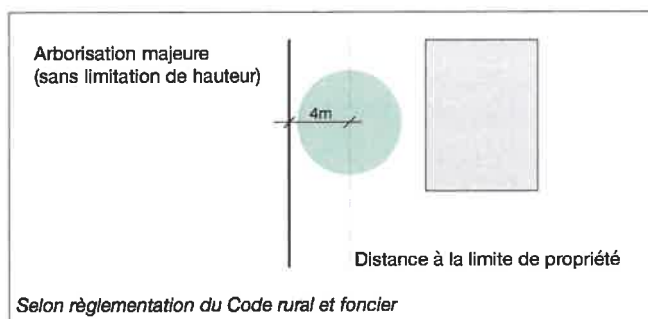 Arborisation majeure
(sans limitation de hauteur)
4m
Distance à la limite de propriété
Selon règlementation du Code rural et foncier